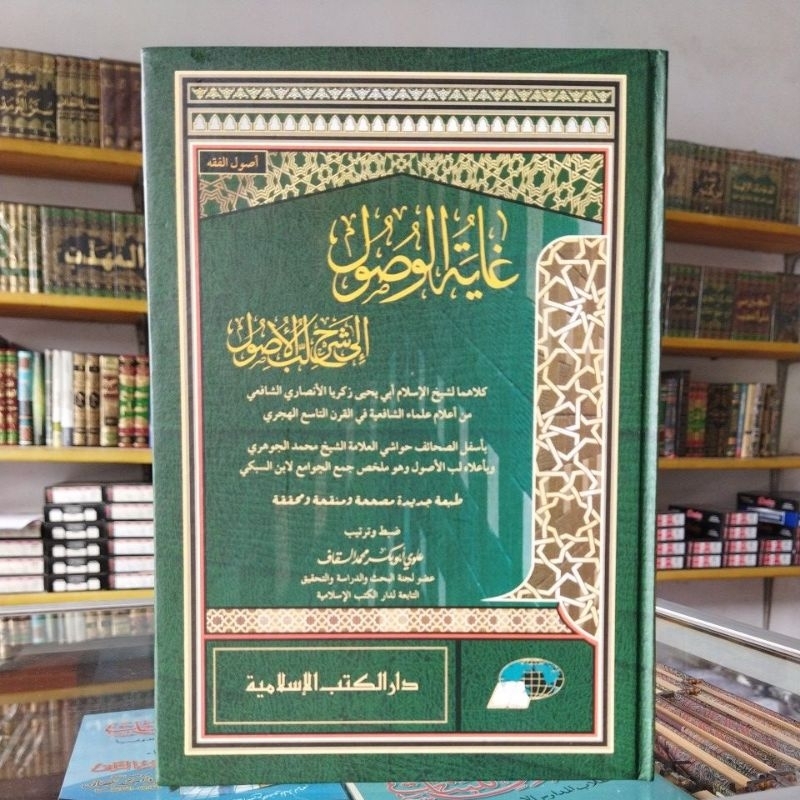 أصول الفقه
غاية الوصول
إلى شرح لب الأصول
كلاهما لشيخ الإسلام أبي يحيى زكريا الأنصاري الشافعي
من أعلام علماء الشافعية في القرن التاسع الهجري
بأسفل الصحائف حواشي العلامة الشيخ محمد الجوهري
وبأعلاه لب الأصول وهو ملخص جمع الجوامع لابن السبكي
طبعة جديدة مصححة ومنقحة ومحققة
ضبط وترتيب
علوي أبوبكر محمد السقاف
عضو لجنة البحث والدراسة والتحقيق
التابعة لدار الكتب الإسلامية
دار الكتب الإسلامية
المهذب